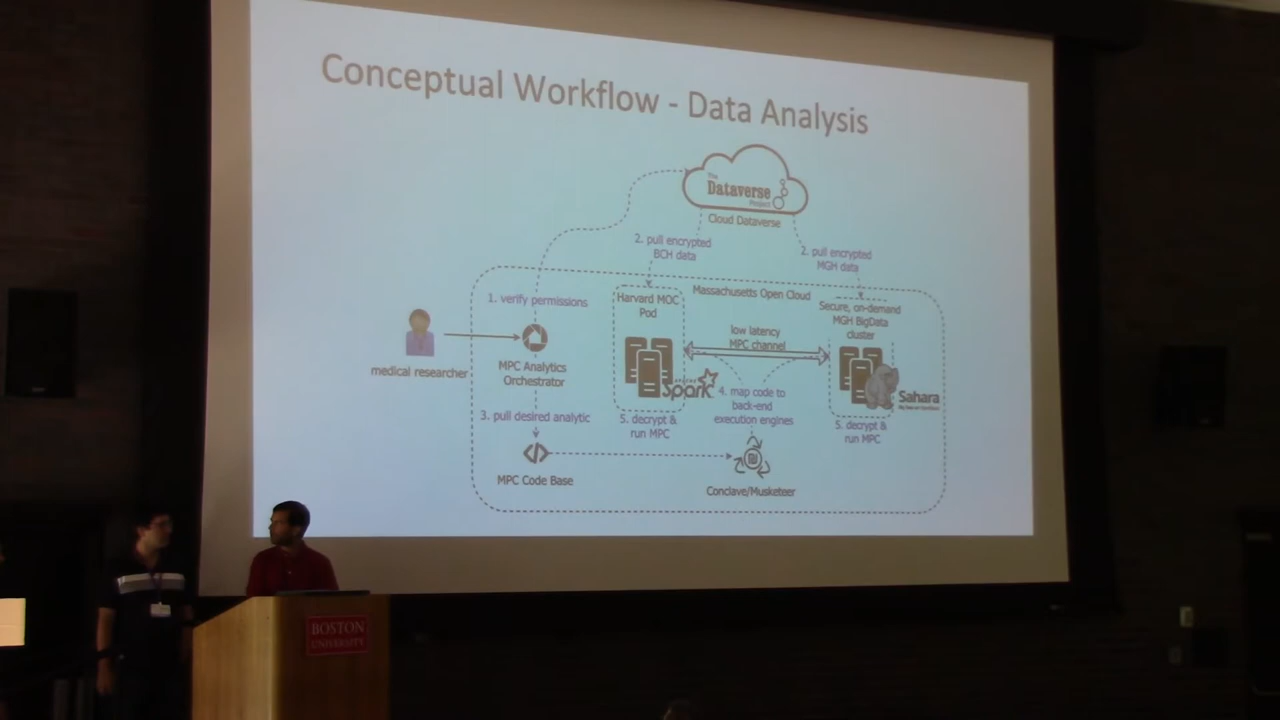 Conceptual Workflow - Data Analysis
The
Dataverse
Project
Cloud Dataverse
2. pull encrypted
BCH data
2. pull encrypted
MGH data
Massachusetts Open Cloud
1. verify permissions
Harvard MOC
Pod
Secure, on-demand
MGH BigData
cluster
low latency
MPC channel
medical researcher
MPC Analytics
Orchestrator
Spark
Sahara
4. map code to
back-end
execution engines
3. pull desired analytic
5. decrypt &
run MPC
5. decrypt &
run MPC
MPC Code Base
Conclave/Musketeer
BOSTON
UNIVERSITY